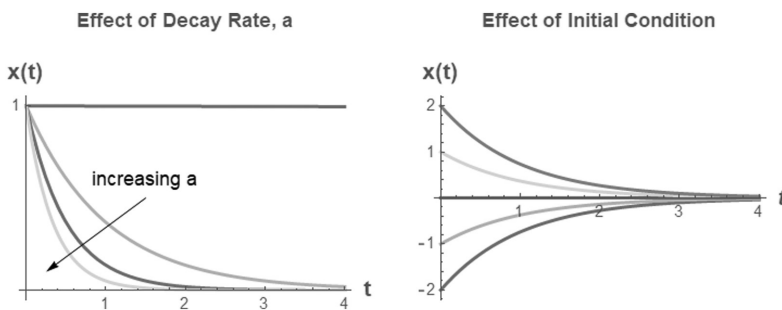 Effect of Decay Rate, a
x(t)
1
increasing a
1
2
3
4
t
Effect of Initial Condition
x(t)
2
1
-1
-2
1
2
3
4
t